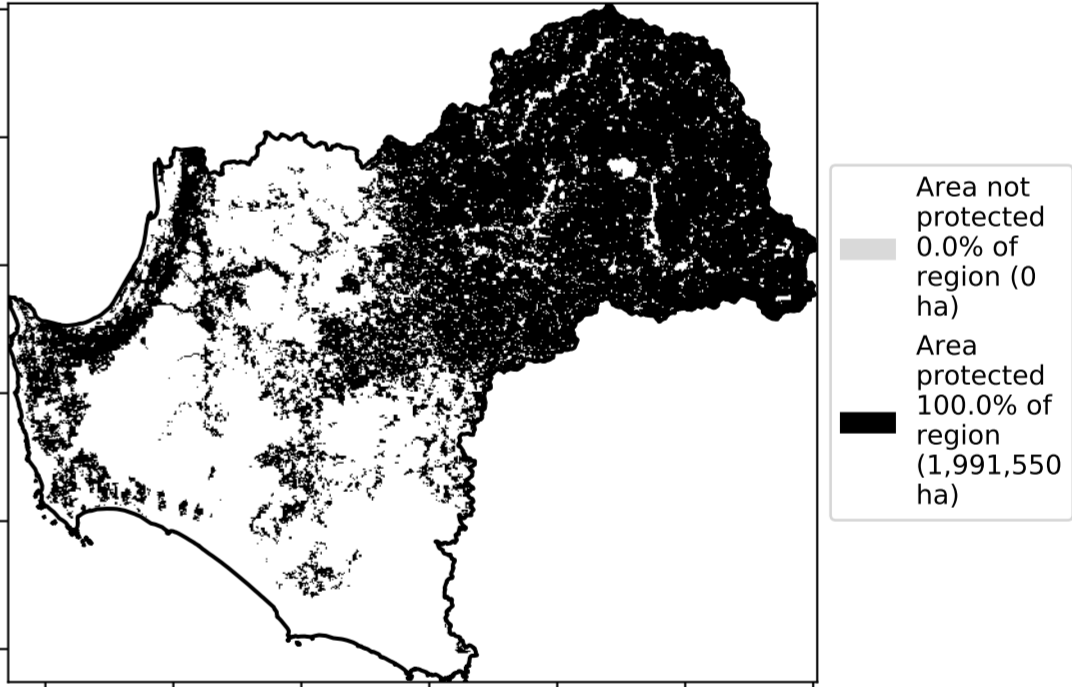 Area not
protected
0.0% of
region (0
ha)
Area
protected
100.0% of
region
(1,991,550
ha)